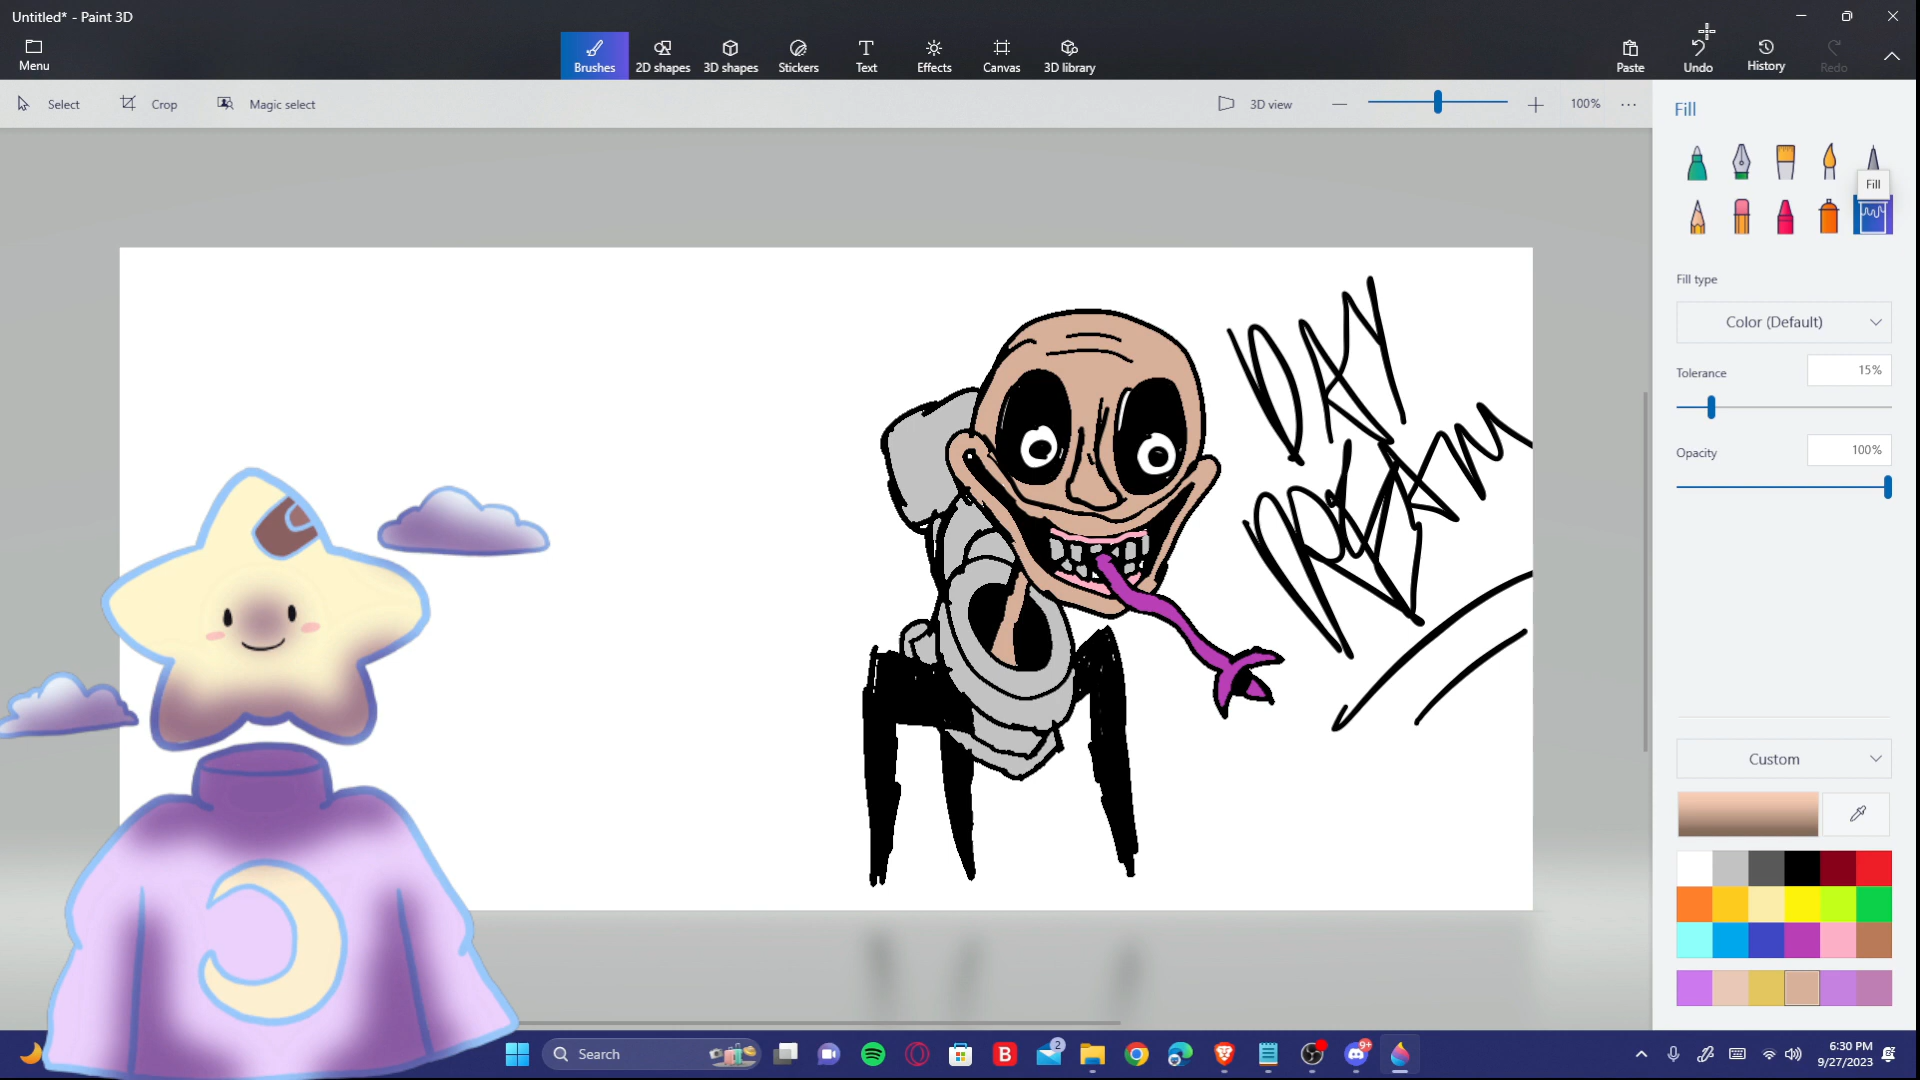 Untitled* - Paint 3D
Menu
Brushes
2D shapes
3D shapes
Stickers
Text
Effects
Canvas
3D library
Paste
Undo
History
Redo
Select
Crop
Magic select
3D view
100%
Fill
Fill
Fill type
Color (Default)
Tolerance
15%
Opacity
100%
DAY
DREAM
Custom
Search
B
2
9+
6:30 PM
9/27/2023